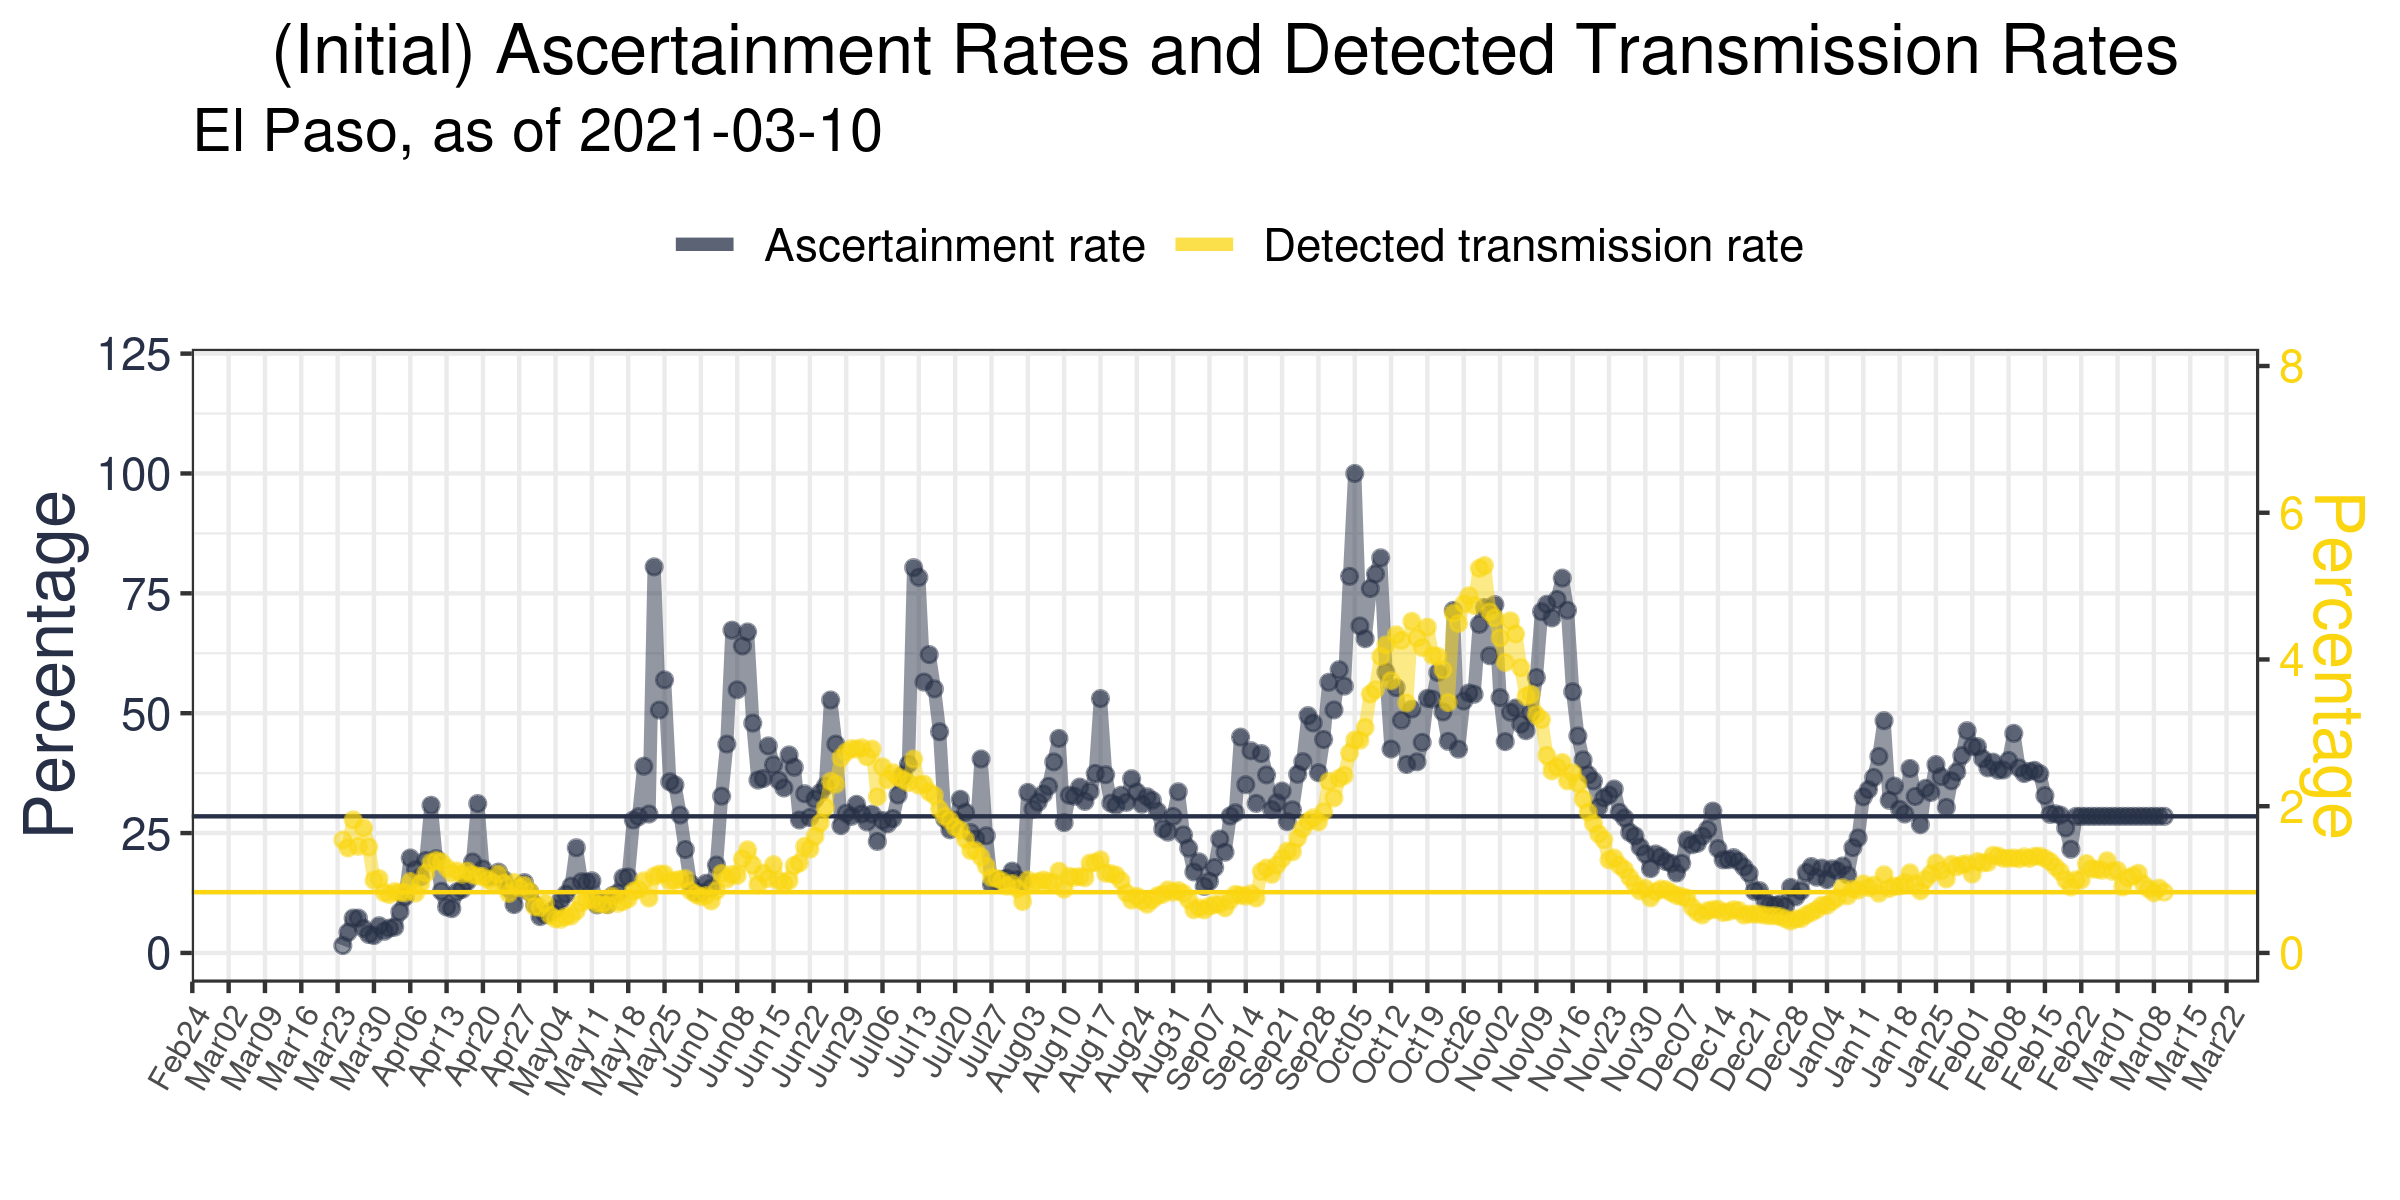 (Initial) Ascertainment Rates and Detected Transmission Rates
El Paso, as of 2021-03-10
Ascertainment rate
Detected transmission rate
125
100
75
50
25
0
Percentage
8
6
4
2
0
Percentage
Feb24
Mar02
Mar09
Mar16
Mar23
Mar30
Apr06
Apr13
Apr20
Apr27
May04
May11
May18
May25
Jun01
Jun08
Jun15
Jun22
Jun29
Jul06
Jul13
Jul20
Jul27
Aug03
Aug10
Aug17
Aug24
Aug31
Sep07
Sep14
Sep21
Sep28
Oct05
Oct12
Oct19
Oct26
Nov02
Nov09
Nov16
Nov23
Nov30
Dec07
Dec14
Dec21
Dec28
Jan04
Jan11
Jan18
Jan25
Feb01
Feb08
Feb15
Feb22
Mar01
Mar08
Mar15
Mar22